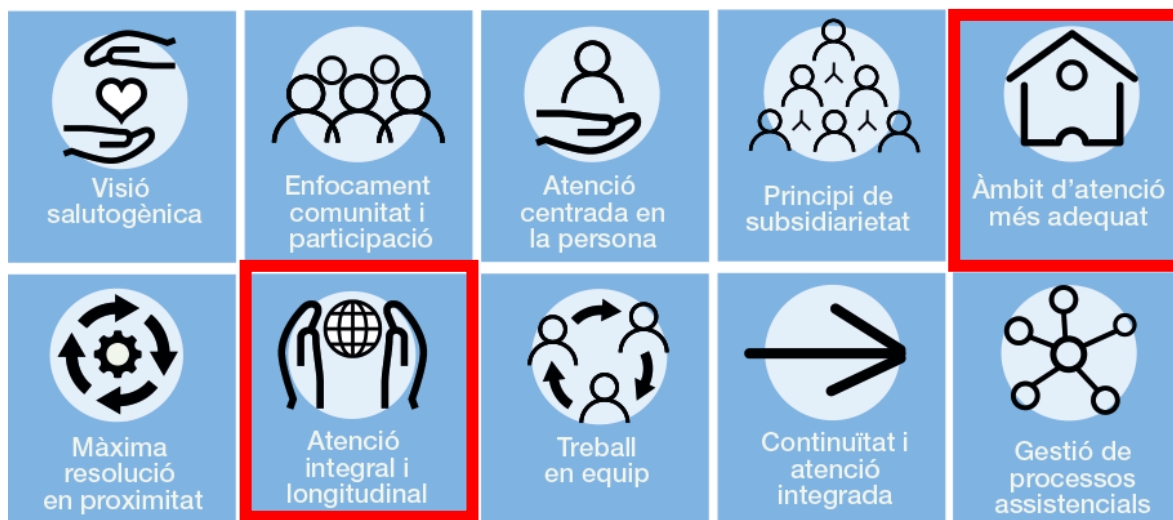 Visió
salutogènica
Enfocament
comunitat i
participació
Atenció
centrada en
la persona
Principi de
subsidiarietat
Àmbit d'atenció
més adequat
Màxima
resolució
en proximitat
Atenció
integral i
longitudinal
Treball
en equip
Continuïtat i
atenció
integrada
Gestió de
processos
assistencials